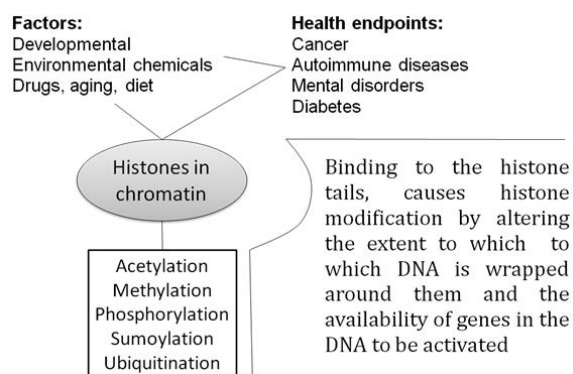 Factors:
Developmental
Environmental chemicals
Drugs, aging, diet
Health endpoints:
Cancer
Autoimmune diseases
Mental disorders
Diabetes
Histones in
chromatin
Acetylation
Methylation
Phosphorylation
Sumoylation
Ubiquitination
Binding to the histone
tails, causes histone
modification by altering
the extent to which to
which DNA is wrapped
around them and the
availability of genes in the
DNA to be activated